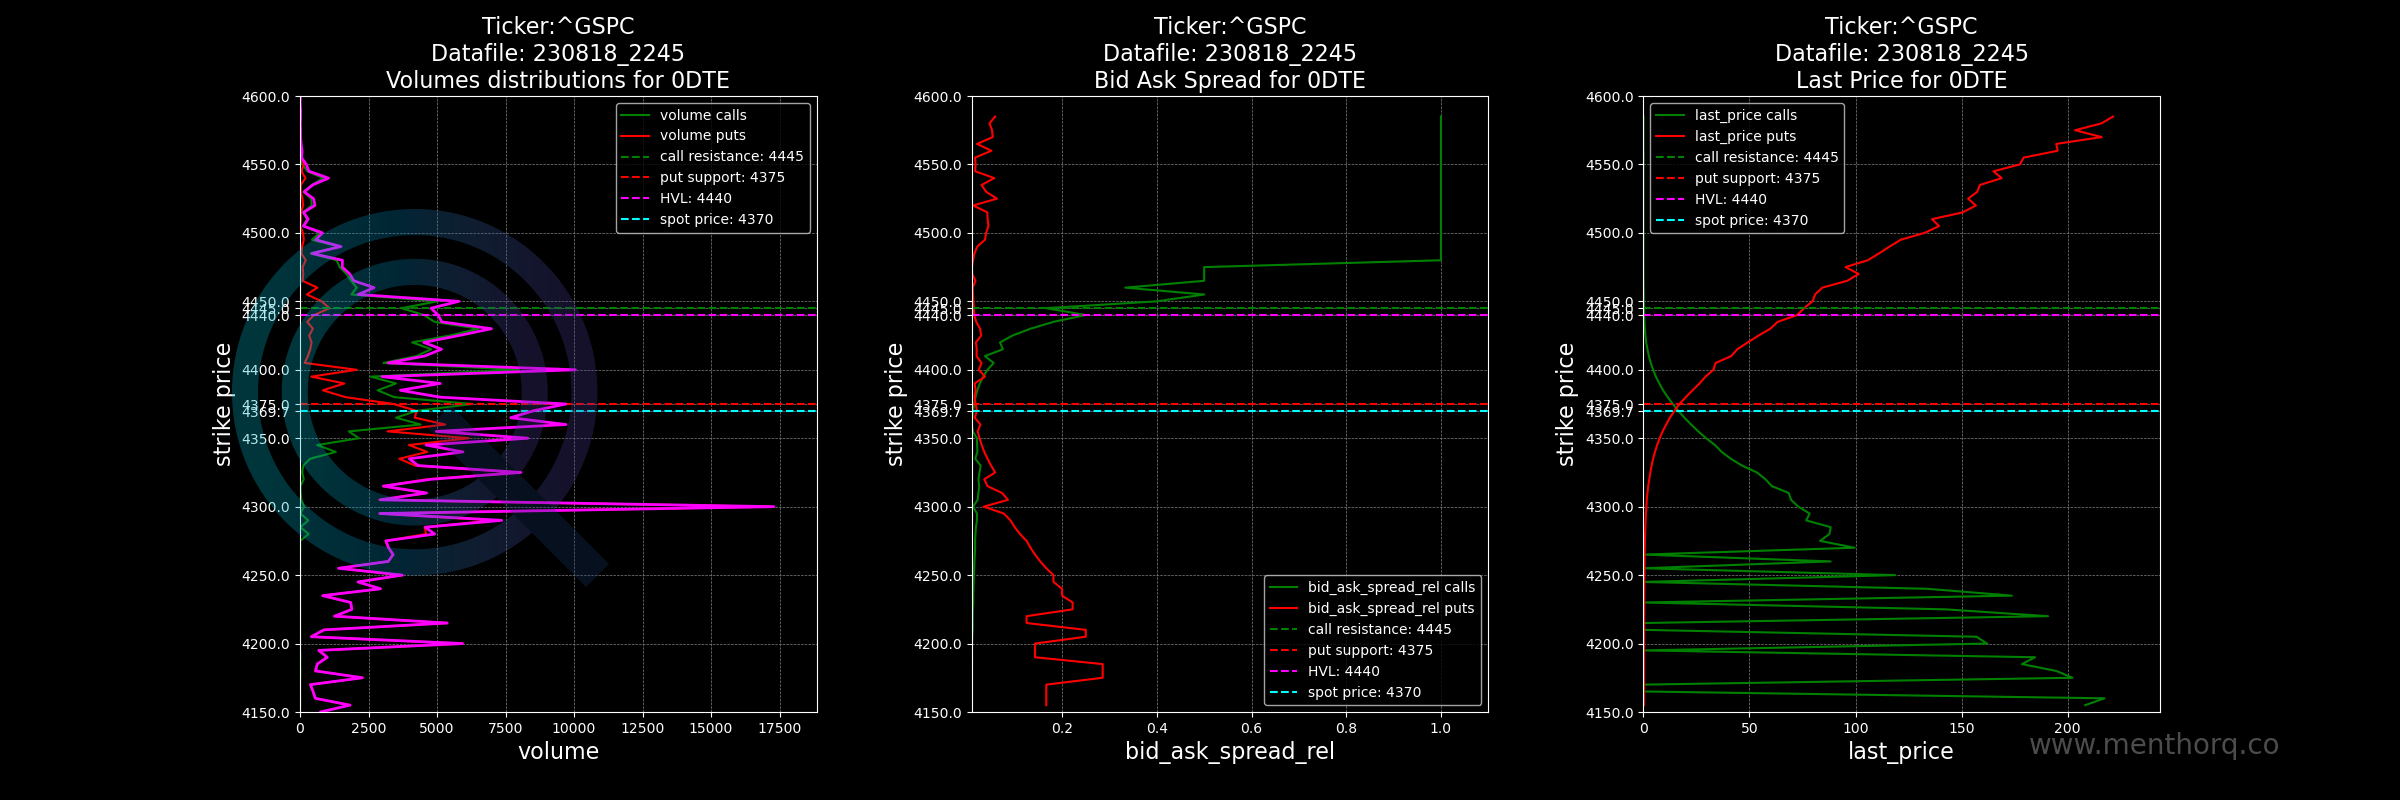 Ticker:^GSPC
Datafile: 230818_2245
Volumes distributions for 0DTE
4600.0
4550.0
4500.0
4450.0
4440.0
4400.0
4375.0
4369.7
4350.0
4300.0
4250.0
4200.0
4150.0
strike price
volume calls
volume puts
call resistance: 4445
put support: 4375
HVL: 4440
spot price: 4370
0 2500 5000 7500 10000 12500 15000 17500
volume
Ticker:^GSPC
Datafile: 230818_2245
Bid Ask Spread for 0DTE
4600.0
4550.0
4500.0
4450.0
4440.0
4400.0
4375.0
4369.7
4350.0
4300.0
4250.0
4200.0
4150.0
strike price
bid_ask_spread_rel calls
bid_ask_spread_rel puts
call resistance: 4445
put support: 4375
HVL: 4440
spot price: 4370
0.2 0.4 0.6 0.8 1.0
bid_ask_spread_rel
Ticker:^GSPC
Datafile: 230818_2245
Last Price for 0DTE
4600.0
4550.0
4500.0
4450.0
4440.0
4400.0
4375.0
4369.7
4350.0
4300.0
4250.0
4200.0
4150.0
strike price
last_price calls
last_price puts
call resistance: 4445
put support: 4375
HVL: 4440
spot price: 4370
0 50 100 150 200
last_price
www.menthorq.co